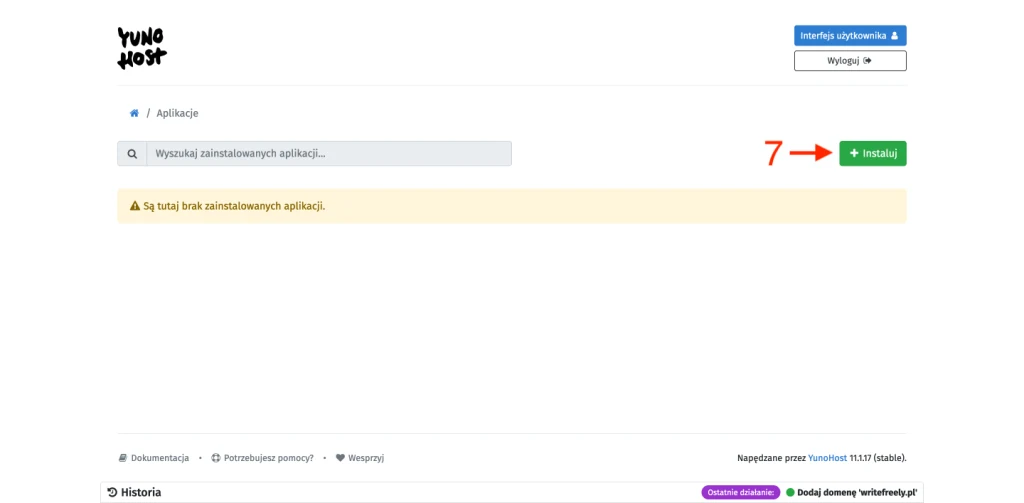 YUNO
HOST
Interfejs użytkownika
Wyloguj
/ Aplikacje
Wyszukaj zainstalowanych aplikacji...
7
+ Instaluj
Są tutaj brak zainstalowanych aplikacji.
Dokumentacja • Potrzebujesz pomocy? • Wesprzyj
Napędzane przez YunoHost 11.1.17 (stable).
Historia
Ostatnie działanie: Dodaj domenę 'writefreely.pl'